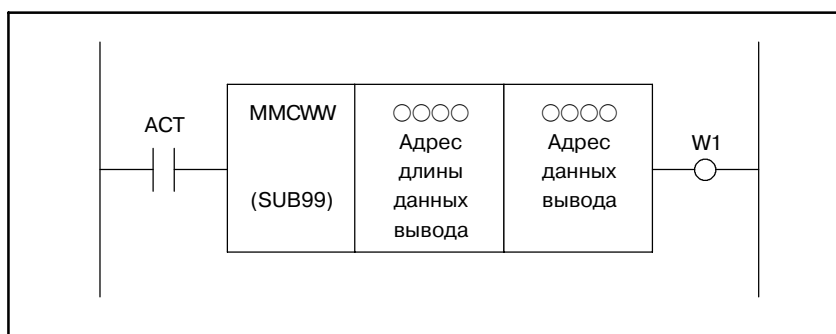 ACT
MMCWW
(SUB99)
○○○○
Адрес
длины
данных
вывода
○○○○
Адрес
данных
вывода
W1